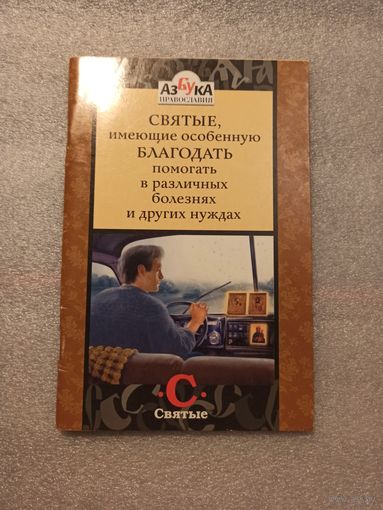 АЗБУКА
ПРАВОСЛАВИЯ
СВЯТЫЕ,
имеющие особенную
БЛАГОДАТЬ
помогать
в различных
болезнях
и других нуждах
·С·
Святые